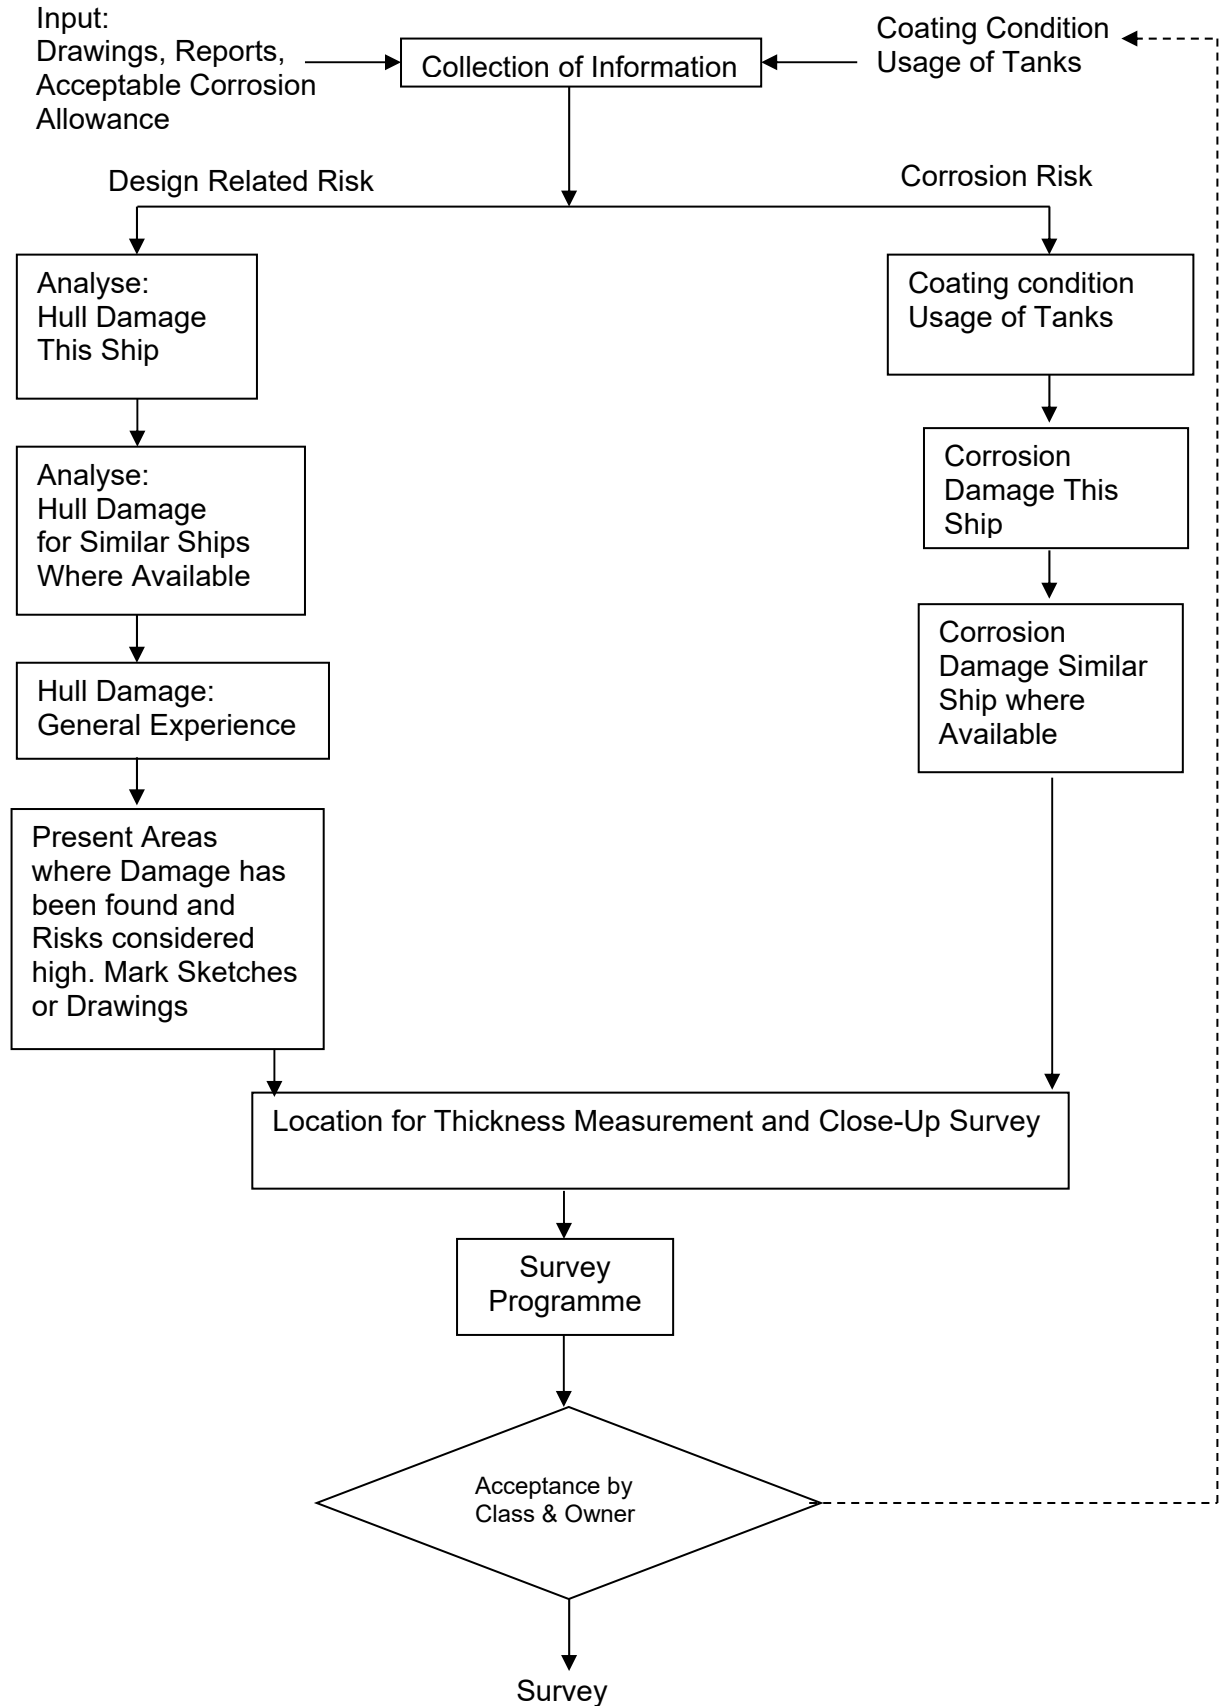 Input:
Drawings, Reports,
Acceptable Corrosion
Allowance
Collection of Information
Coating Condition
Usage of Tanks
Design Related Risk
Corrosion Risk
Analyse:
Hull Damage
This Ship
Analyse:
Hull Damage
for Similar Ships
Where Available
Hull Damage:
General Experience
Present Areas
where Damage has
been found and
Risks considered
high. Mark Sketches
or Drawings
Coating condition
Usage of Tanks
Corrosion
Damage This
Ship
Corrosion
Damage Similar
Ship where
Available
Location for Thickness Measurement and Close-Up Survey
Survey
Programme
Acceptance by
Class & Owner
Survey